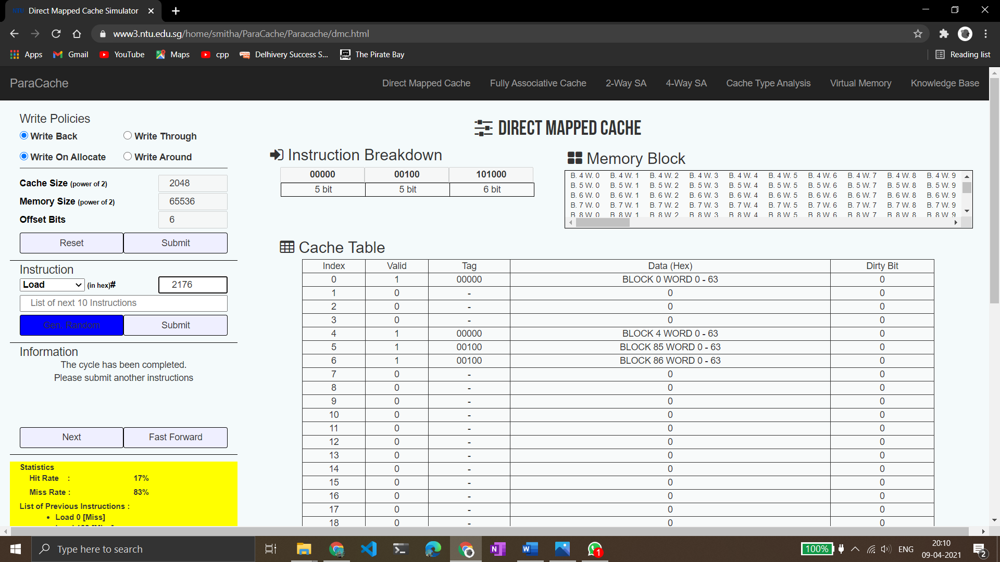 Direct Mapped Cache Simulator
www3.ntu.edu.sg/home/smitha/ParaCache/Paracache/dmc.html
Apps Gmail YouTube Maps cpp Delhivery Success S... The Pirate Bay Reading list
ParaCache Direct Mapped Cache Fully Associative Cache 2-Way SA 4-Way SA Cache Type Analysis Virtual Memory Knowledge Base
Write Policies
Write Back Write Through
Write On Allocate Write Around
Cache Size (power of 2) 2048
Memory Size (power of 2) 65536
Offset Bits 6
Reset Submit
Instruction
Load (in hex)# 2176
List of next 10 Instructions
Gen. Random Submit
Information
The cycle has been completed.
Please submit another instructions
Next Fast Forward
Statistics
Hit Rate : 17%
Miss Rate : 83%
List of Previous Instructions :
• Load 0 [Miss]
DIRECT MAPPED CACHE
Instruction Breakdown
00000 00100 101000
5 bit 5 bit 6 bit
Memory Block
B. 4 W. 0 B. 4 W. 1 B. 4 W. 2 B. 4 W. 3 B. 4 W. 4 B. 4 W. 5 B. 4 W. 6 B. 4 W. 7 B. 4 W. 8 B. 4 W. 9
B. 5 W. 0 B. 5 W. 1 B. 5 W. 2 B. 5 W. 3 B. 5 W. 4 B. 5 W. 5 B. 5 W. 6 B. 5 W. 7 B. 5 W. 8 B. 5 W. 9
B. 6 W. 0 B. 6 W. 1 B. 6 W. 2 B. 6 W. 3 B. 6 W. 4 B. 6 W. 5 B. 6 W. 6 B. 6 W. 7 B. 6 W. 8 B. 6 W. 9
B. 7 W. 0 B. 7 W. 1 B. 7 W. 2 B. 7 W. 3 B. 7 W. 4 B. 7 W. 5 B. 7 W. 6 B. 7 W. 7 B. 7 W. 8 B. 7 W. 9
B. 8 W. 0 B. 8 W. 1 B. 8 W. 2 B. 8 W. 3 B. 8 W. 4 B. 8 W. 5 B. 8 W. 6 B. 8 W. 7 B. 8 W. 8 B. 8 W. 9
Cache Table
Index Valid Tag Data (Hex) Dirty Bit
0 1 00000 BLOCK 0 WORD 0 - 63 0
1 0 - 0 0
2 0 - 0 0
3 0 - 0 0
4 1 00000 BLOCK 4 WORD 0 - 63 0
5 1 00100 BLOCK 85 WORD 0 - 63 0
6 1 00100 BLOCK 86 WORD 0 - 63 0
7 0 - 0 0
8 0 - 0 0
9 0 - 0 0
10 0 - 0 0
11 0 - 0 0
12 0 - 0 0
13 0 - 0 0
14 0 - 0 0
15 0 - 0 0
16 0 - 0 0
17 0 - 0 0
18 0 - 0 0
Type here to search
1
100% ENG
20:10
09-04-2021
2